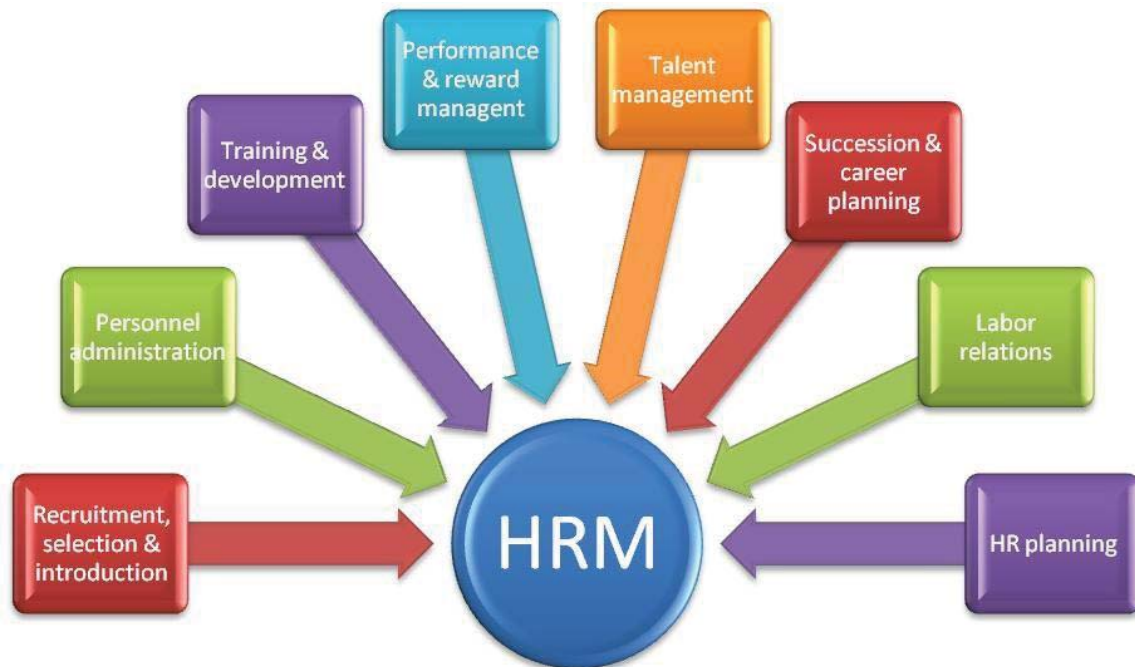 Performance
& reward
managent
Talent
management
Training &
development
Succession &
career
planning
Personnel
administration
Labor
relations
Recruitment,
selection &
introduction
HRM
HR planning